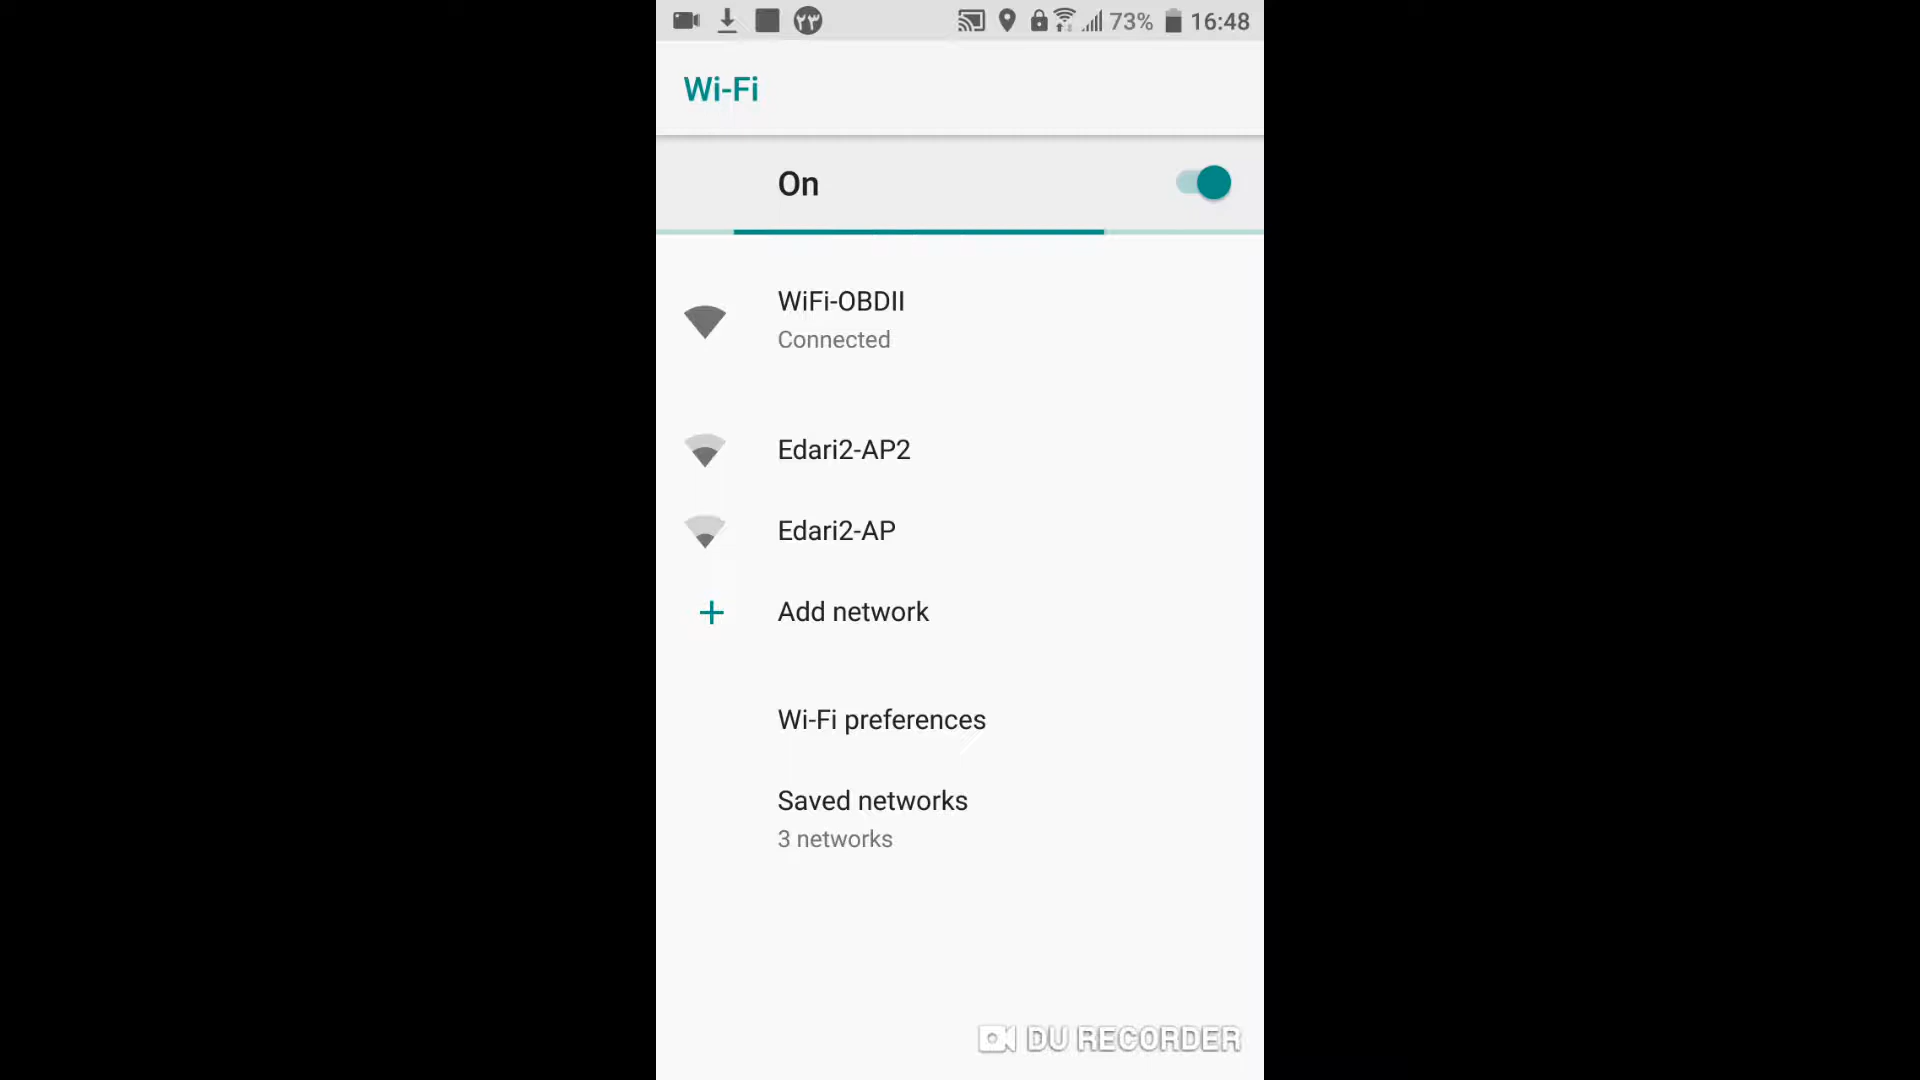 ۲۳ 73% 16:48
Wi-Fi
On
WiFi-OBDII
Connected
Edari2-AP2
Edari2-AP
Add network
Wi-Fi preferences
Saved networks
3 networks
DU RECORDER